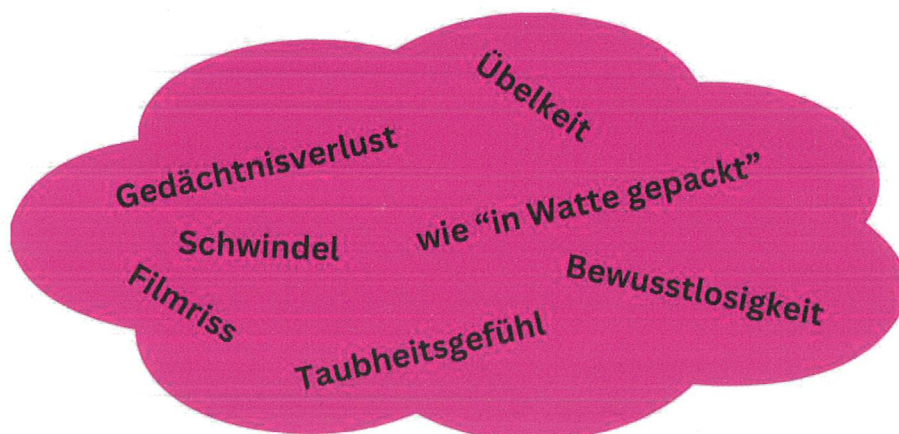 Übelkeit
Gedächtnisverlust
wie “in Watte gepackt”
Schwindel
Bewusstlosigkeit
Filmriss
Taubheitsgefühl